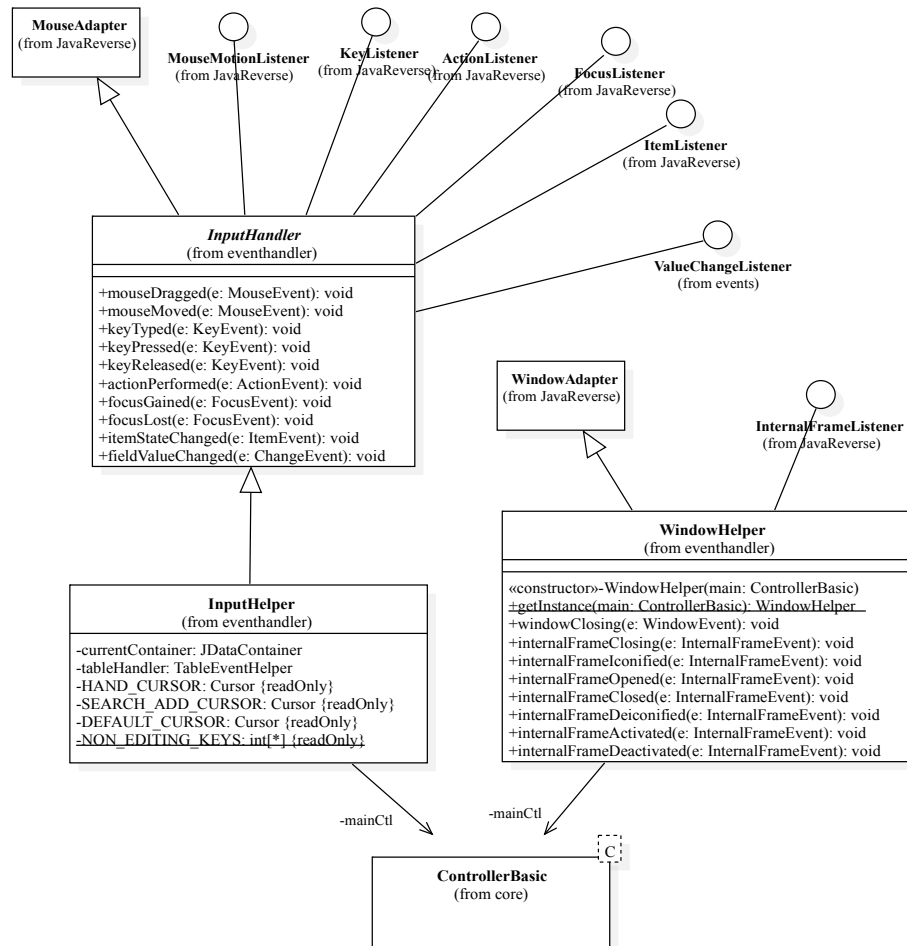 MouseAdapter
(from JavaReverse)
MouseMotionListener
(from JavaReverse)
KeyListener
(from JavaReverse)
ActionListener
(from JavaReverse)
FocusListener
(from JavaReverse)
ItemListener
(from JavaReverse)
ValueChangeListener
(from events)
InputHandler
(from eventhandler)
+mouseDragged(e: MouseEvent): void
+mouseMoved(e: MouseEvent): void
+keyTyped(e: KeyEvent): void
+keyPressed(e: KeyEvent): void
+keyReleased(e: KeyEvent): void
+actionPerformed(e: ActionEvent): void
+focusGained(e: FocusEvent): void
+focusLost(e: FocusEvent): void
+itemStateChanged(e: ItemEvent): void
+fieldValueChanged(e: ChangeEvent): void
WindowAdapter
(from JavaReverse)
InternalFrameListener
(from JavaReverse)
InputHelper
(from eventhandler)
-currentContainer: JDataContainer
-tableHandler: TableEventHelper
-HAND_CURSOR: Cursor {readOnly}
-SEARCH_ADD_CURSOR: Cursor {readOnly}
-DEFAULT_CURSOR: Cursor {readOnly}
-NON_EDITING_KEYS: int[*] {readOnly}
WindowHelper
(from eventhandler)
«constructor»-WindowHelper(main: ControllerBasic)
+getInstance(main: ControllerBasic): WindowHelper
+windowClosing(e: WindowEvent): void
+internalFrameClosing(e: InternalFrameEvent): void
+internalFrameIconified(e: InternalFrameEvent): void
+internalFrameOpened(e: InternalFrameEvent): void
+internalFrameClosed(e: InternalFrameEvent): void
+internalFrameDeiconified(e: InternalFrameEvent): void
+internalFrameActivated(e: InternalFrameEvent): void
+internalFrameDeactivated(e: InternalFrameEvent): void
-mainCtl
-mainCtl
C
ControllerBasic
(from core)